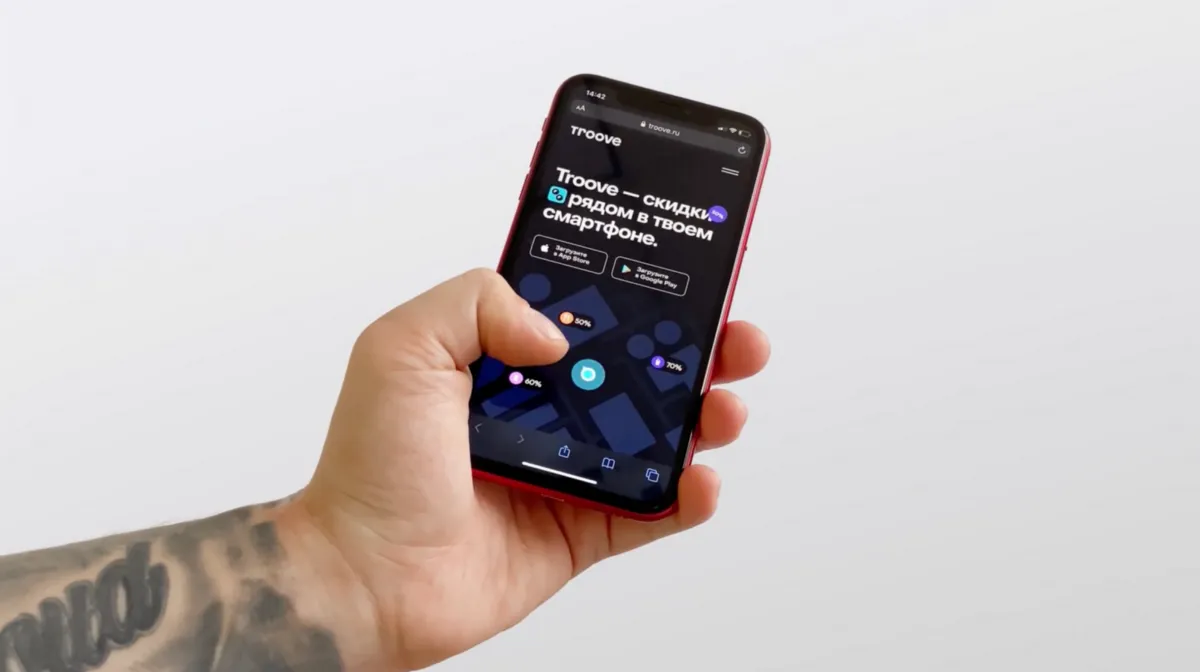 14:42
AA
troove.ru
Troove
Troove — скидки
50%
рядом в твоем
смартфоне.
Загрузите
в App Store
Загрузите
в Google Play
50%
70%
60%